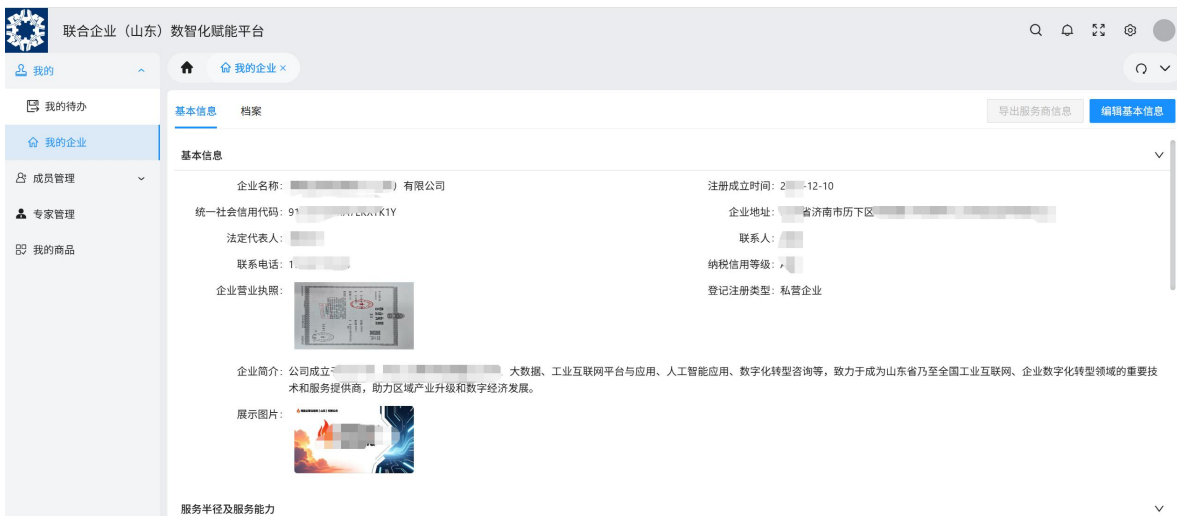 联合企业（山东）数智化赋能平台
我的
我的待办
我的企业
成员管理
专家管理
我的商品
我的企业 ×
基本信息 档案
导出服务商信息 编辑基本信息
基本信息
企业名称： ）有限公司
注册成立时间：2 -12-10
统一社会信用代码：91 K1Y
企业地址： 省济南市历下区
法定代表人：
联系人：
联系电话：1
纳税信用等级：
企业营业执照：
登记注册类型：私营企业
企业简介：公司成立 大数据、工业互联网平台与应用、人工智能应用、数字化转型咨询等，致力于成为山东省乃至全国工业互联网、企业数字化转型领域的重要技
术和服务提供商，助力区域产业升级和数字经济发展。
展示图片：
服务半径及服务能力